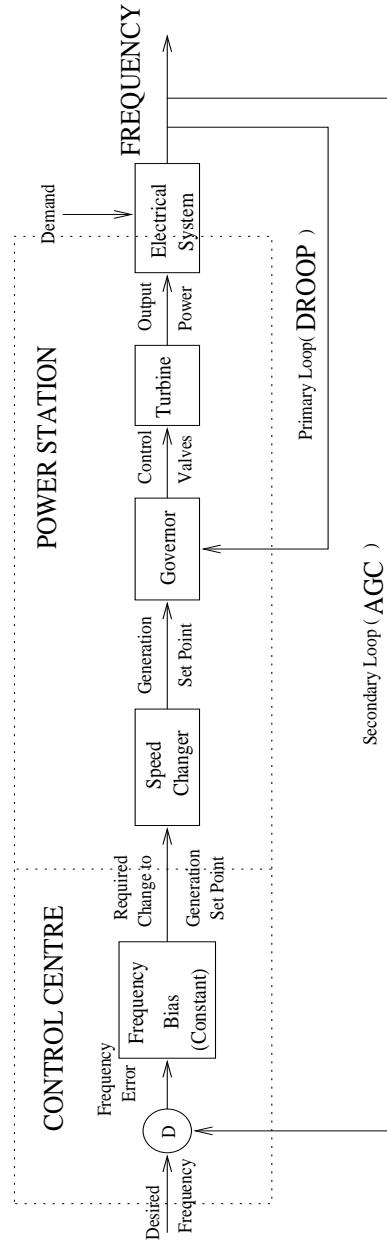 CONTROL CENTRE
POWER STATION
Desired
Frequency
D
Frequency
Error
Frequency
Bias
(Constant)
Required
Change to
Generation
Set Point
Speed
Changer
Generation
Set Point
Governor
Control
Valves
Turbine
Output
Power
Electrical
System
Demand
FREQUENCY
Primary Loop( DROOP )
Secondary Loop ( AGC )